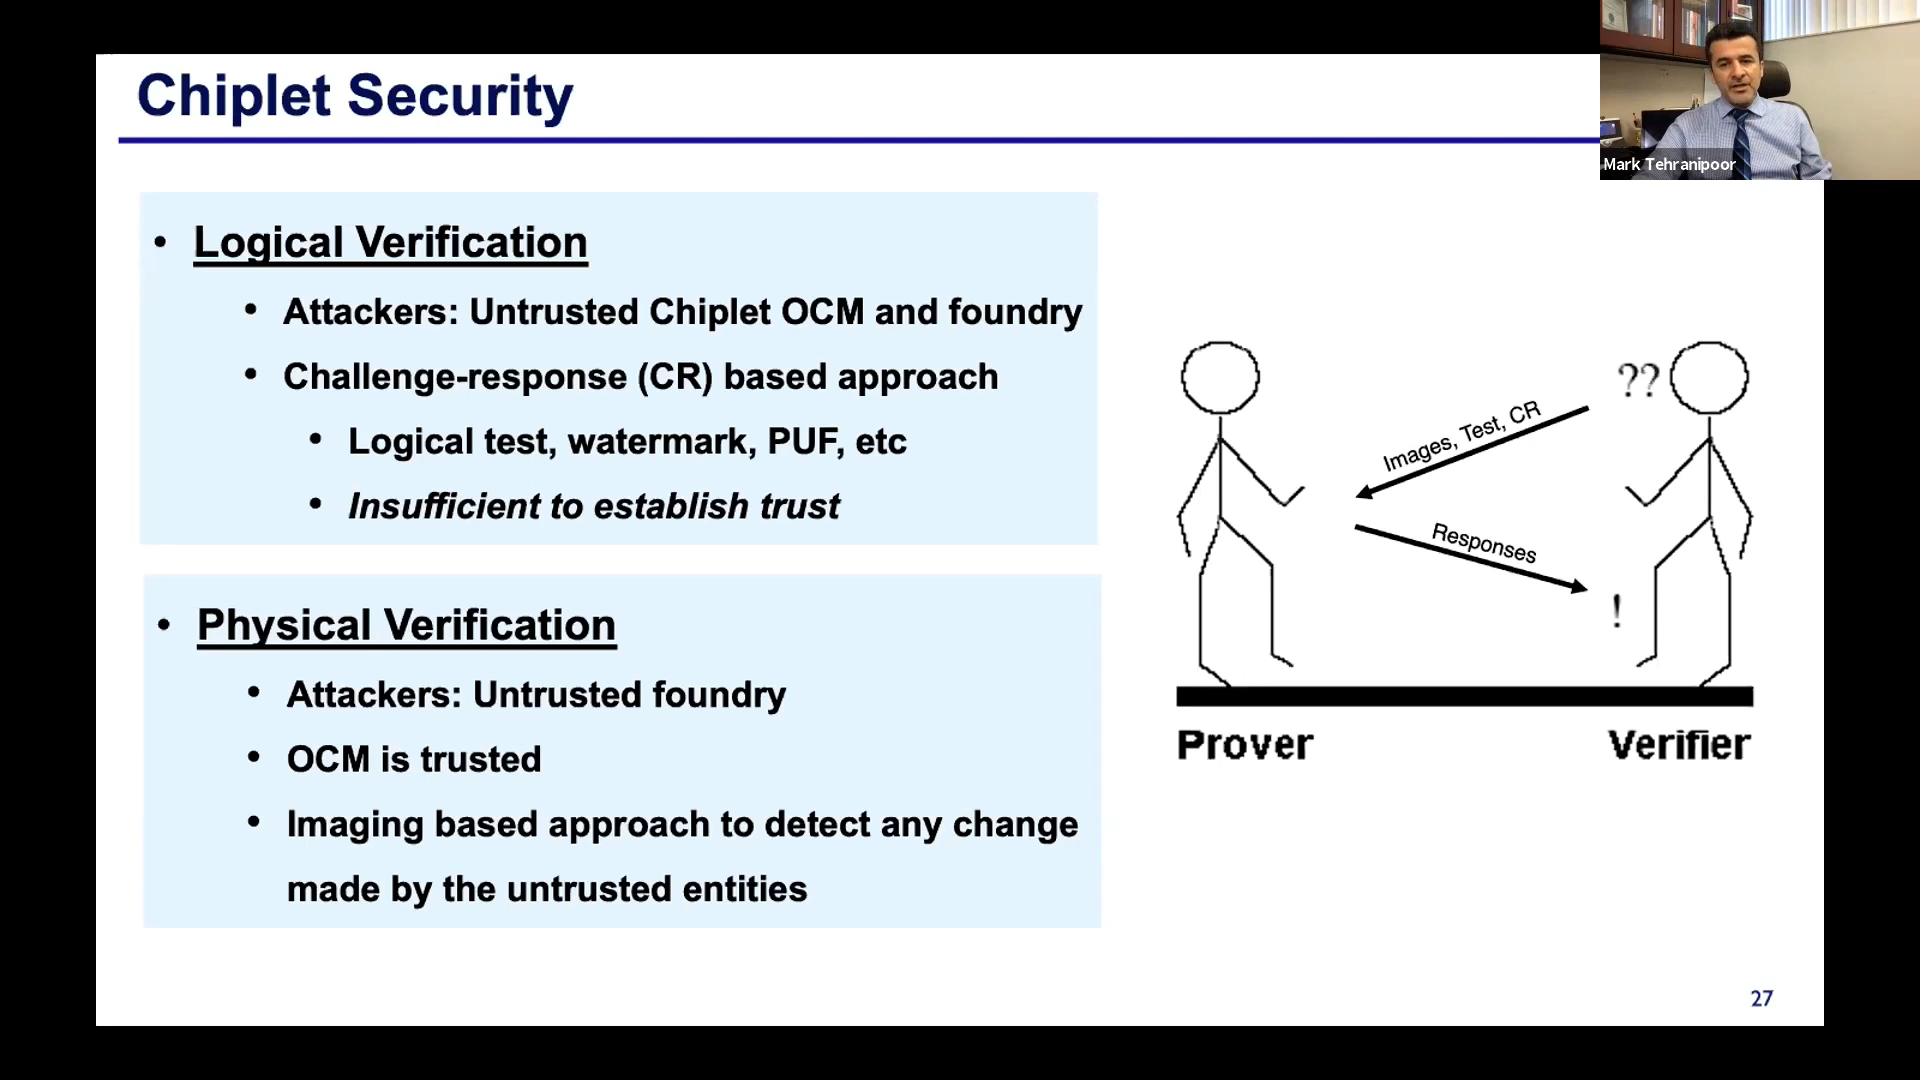 Chiplet Security
Mark Tehranipoor
• Logical Verification
• Attackers: Untrusted Chiplet OCM and foundry
• Challenge-response (CR) based approach
• Logical test, watermark, PUF, etc
• Insufficient to establish trust
• Physical Verification
• Attackers: Untrusted foundry
• OCM is trusted
• Imaging based approach to detect any change
made by the untrusted entities
??
Images, Test, CR
Responses
!
Prover
Verifier
27